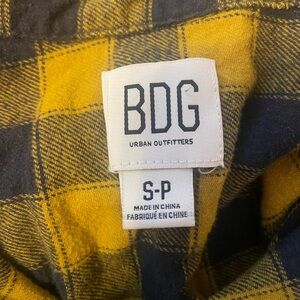 BDG
URBAN OUTFITTERS
S-P
MADE IN CHINA
FABRIQUÉ EN CHINE